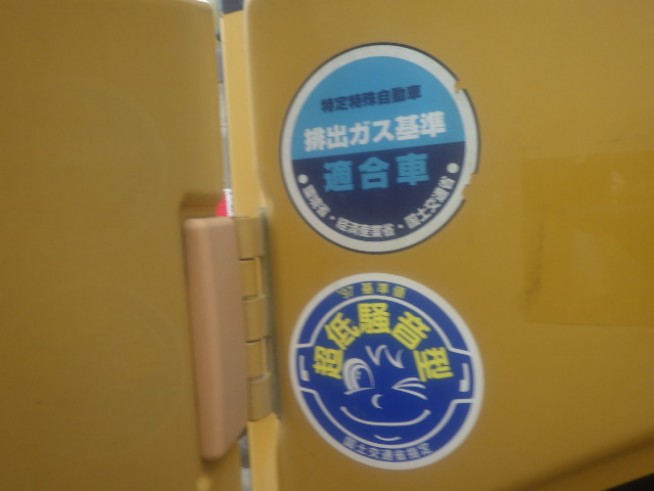 特定特殊自動車
排出ガス基準
適合車
環境省・経済産業省・国土交通省
'97 基準値
超低騒音型
国土交通省指定